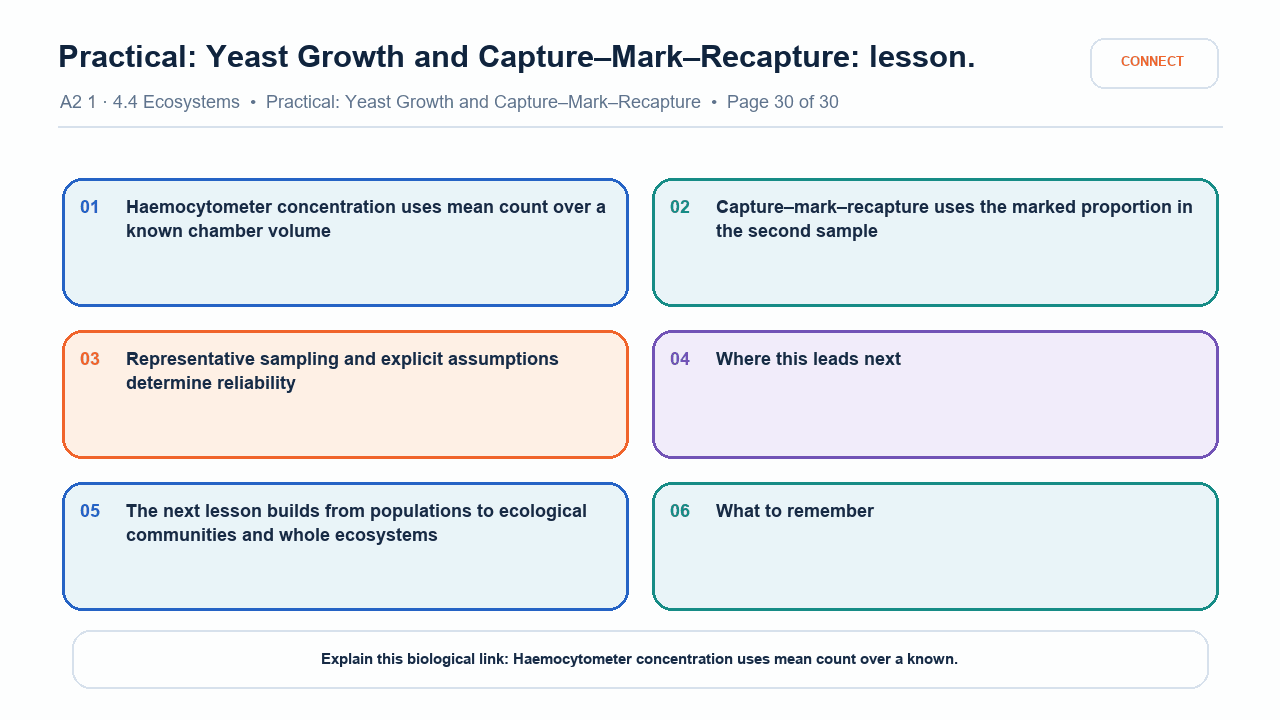 Practical: Yeast Growth and Capture–Mark–Recapture: lesson.
CONNECT
A2 1 · 4.4 Ecosystems • Practical: Yeast Growth and Capture–Mark–Recapture • Page 30 of 30
01 Haemocytometer concentration uses mean count over a
known chamber volume
02 Capture–mark–recapture uses the marked proportion in
the second sample
03 Representative sampling and explicit assumptions
determine reliability
04 Where this leads next
05 The next lesson builds from populations to ecological
communities and whole ecosystems
06 What to remember
Explain this biological link: Haemocytometer concentration uses mean count over a known.